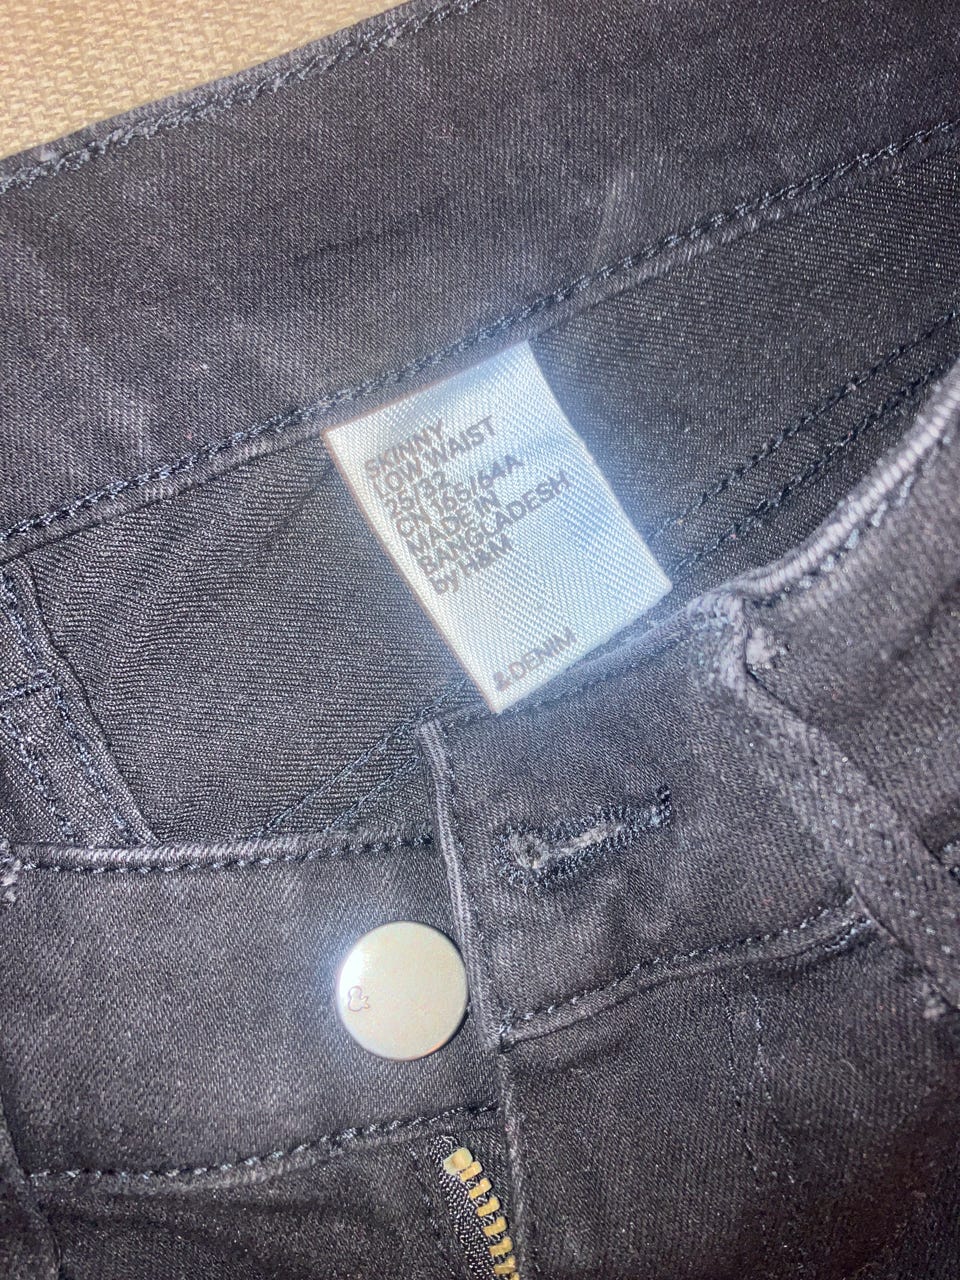 SKINNY
LOW WAIST
25/32
CN 165/64A
MADE IN
BANGLADESH
by H&M
&DENIM
&